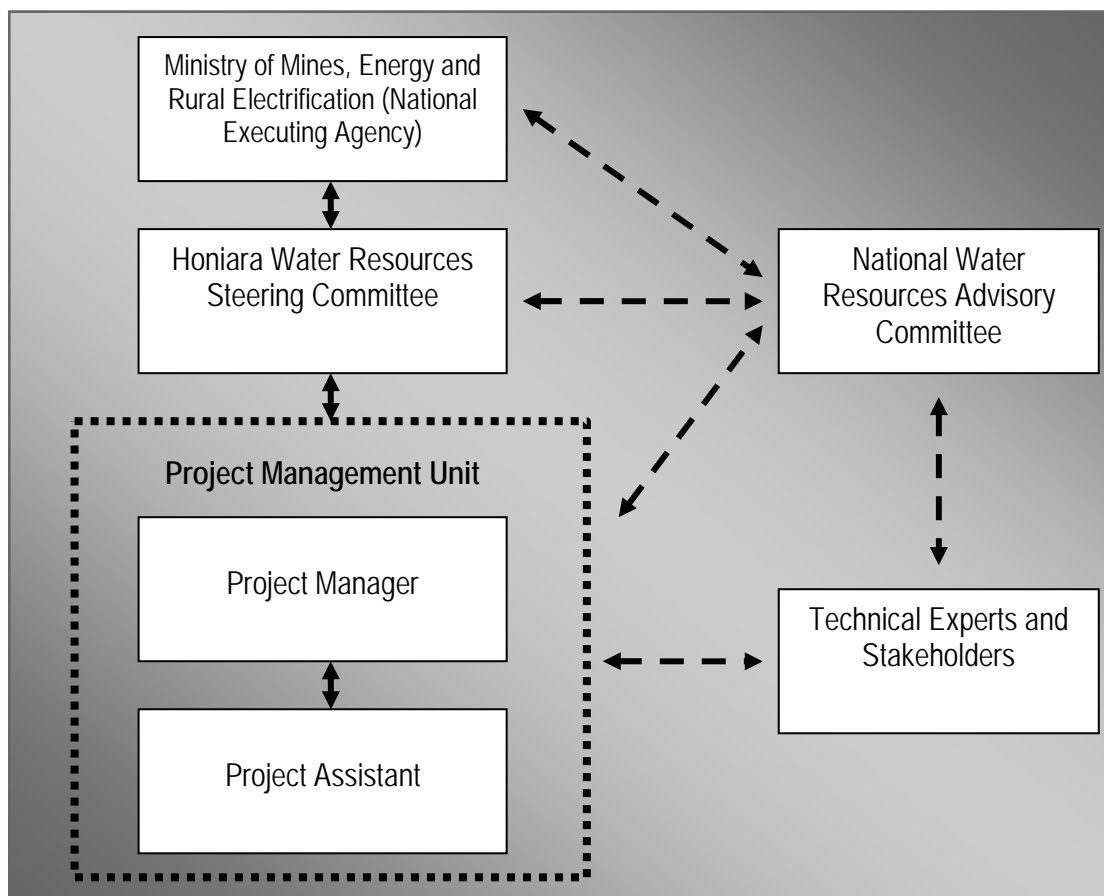 Ministry of Mines, Energy and
Rural Electrification (National
Executing Agency)
Honiara Water Resources
Steering Committee
National Water
Resources Advisory
Committee
Project Management Unit
Project Manager
Technical Experts and
Stakeholders
Project Assistant